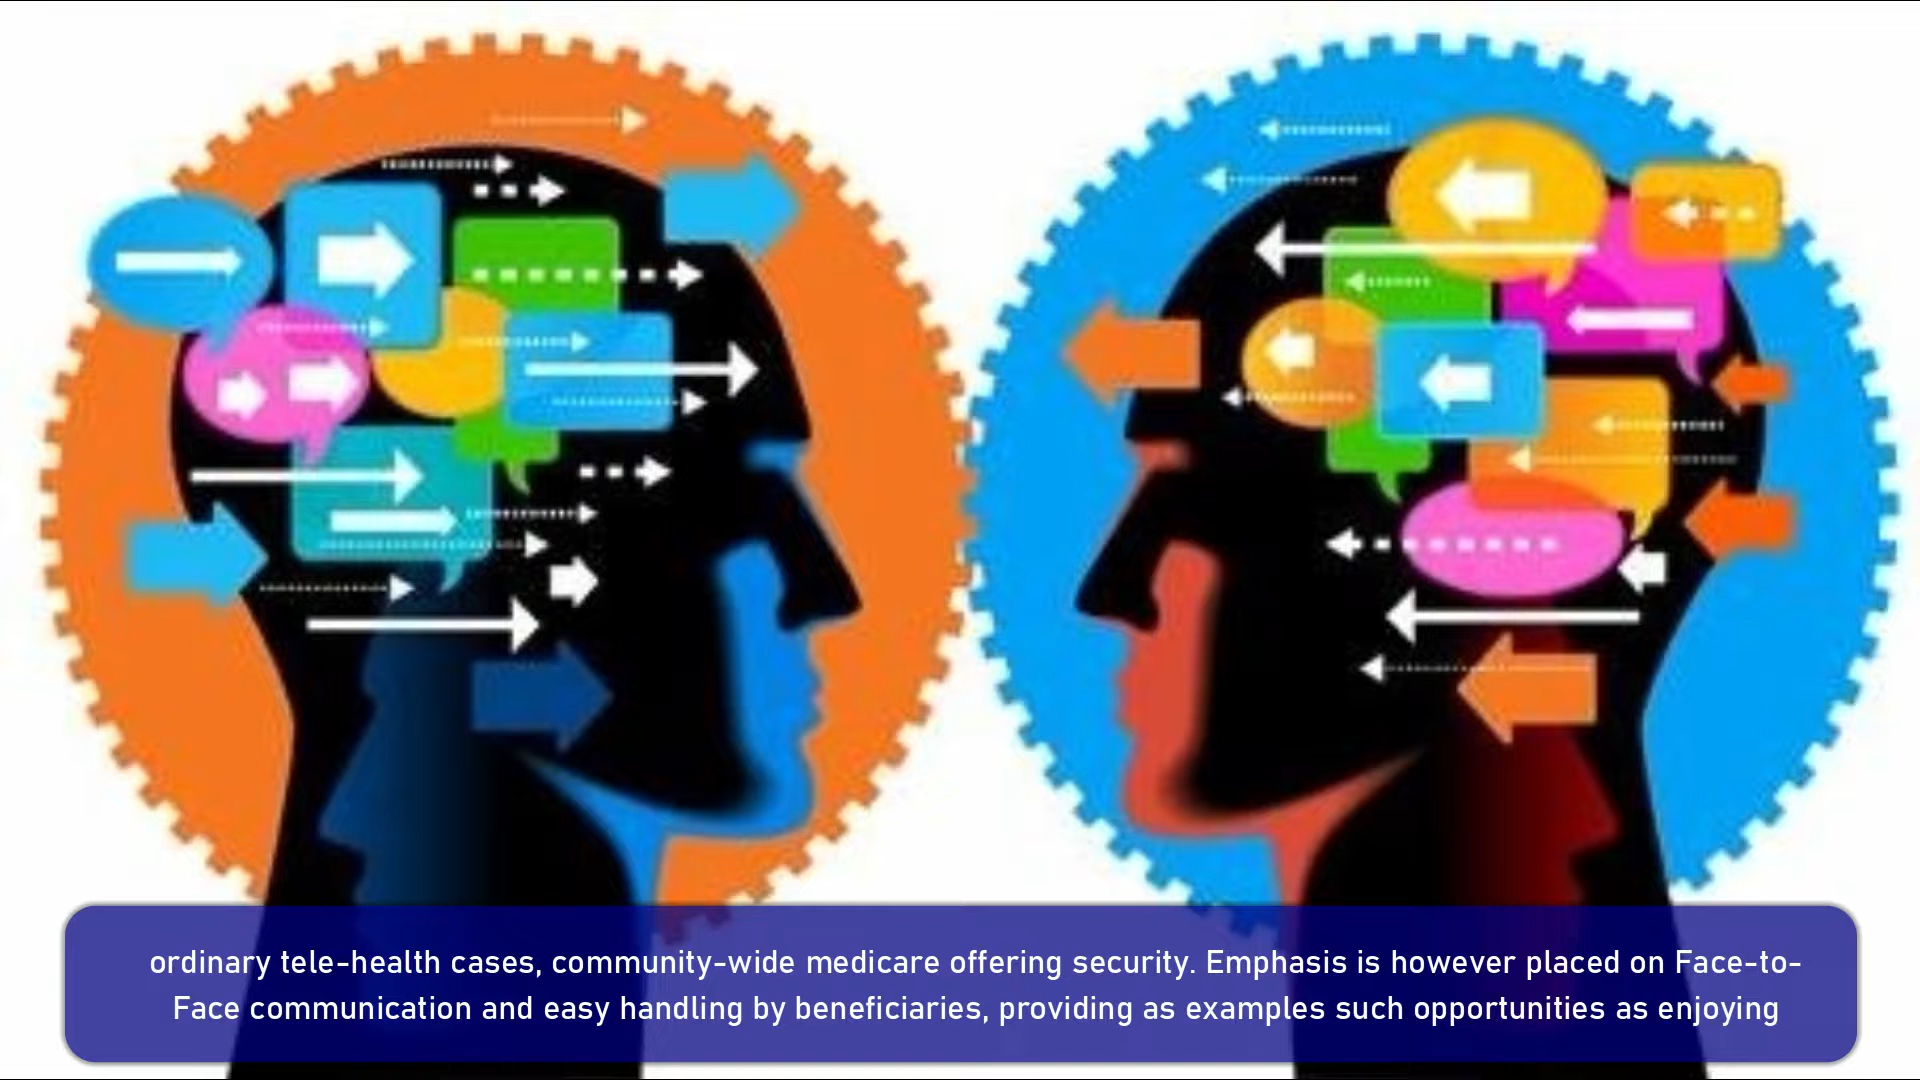 ordinary tele-health cases, community-wide medicare offering security. Emphasis is however placed on Face-to-
Face communication and easy handling by beneficiaries, providing as examples such opportunities as enjoying